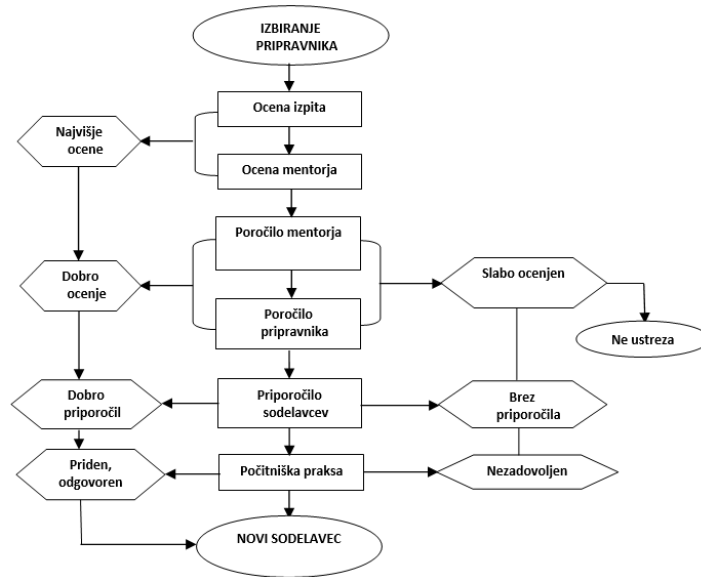 IZBIRANJE
PRIPRAVNIKA
Ocena izpita
Najvišje
ocene
Ocena mentorja
Poročilo mentorja
Dobro
ocenje
Slabo ocenjen
Poročilo
pripravnika
Ne ustreza
Dobro
priporočil
Priporočilo
sodelavcev
Brez
priporočila
Priden,
odgovoren
Počitniška praksa
Nezadovoljen
NOVI SODELAVEC